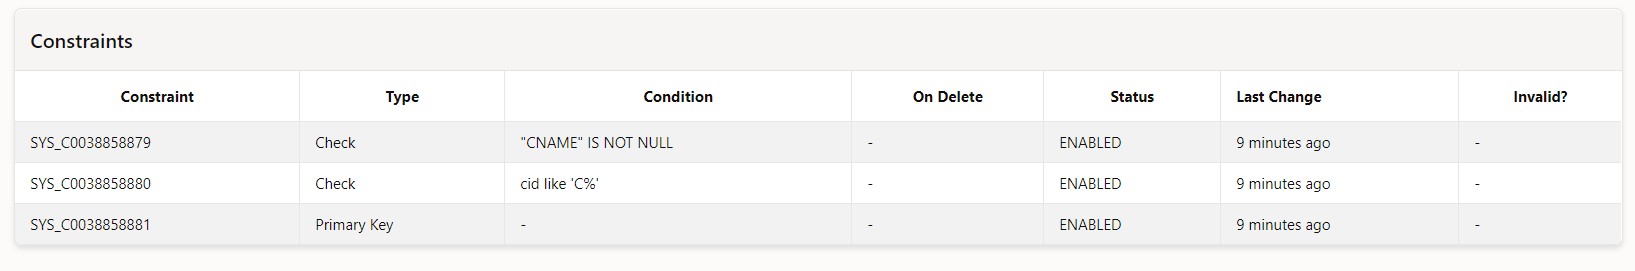 Constraints
Constraint Type Condition On Delete Status Last Change Invalid?
SYS_C0038858879 Check "CNAME" IS NOT NULL - ENABLED 9 minutes ago -
SYS_C0038858880 Check cid like 'C%' - ENABLED 9 minutes ago -
SYS_C0038858881 Primary Key - - ENABLED 9 minutes ago -